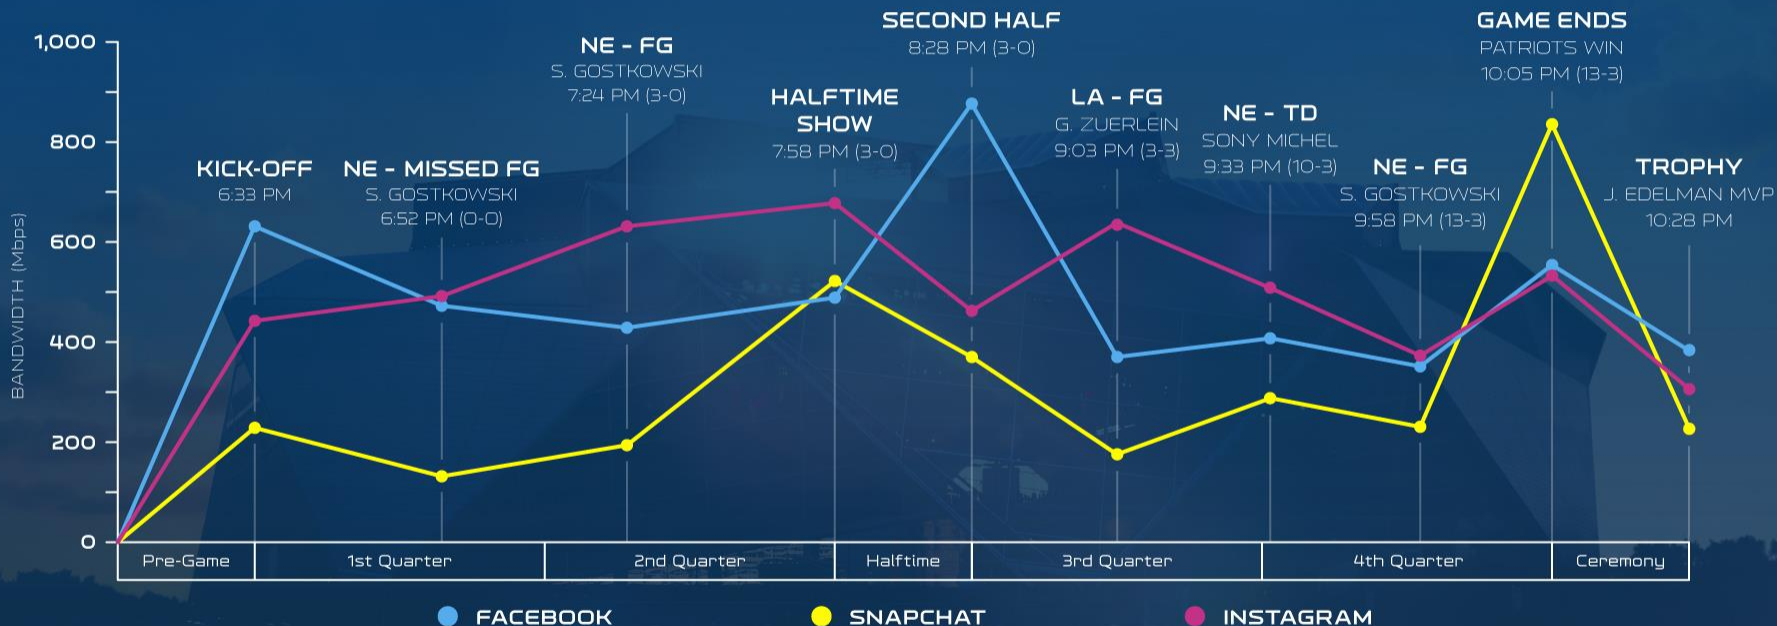 SECOND HALF
8:28 PM (3-0)
GAME ENDS
PATRIOTS WIN
10:05 PM (13-3)
NE - FG
S. GOSTKOWSKI
7:24 PM (3-0)
HALFTIME
SHOW
7:58 PM (3-0)
LA - FG
G. ZUERLEIN
9:03 PM (3-3)
NE - TD
SONY MICHEL
9:33 PM (10-3)
KICK-OFF
6:33 PM
NE - MISSED FG
S. GOSTKOWSKI
6:52 PM (0-0)
NE - FG
S. GOSTKOWSKI
9:58 PM (13-3)
TROPHY
J. EDELMAN MVP
10:28 PM
BANDWIDTH (Mbps)
1,000
800
600
400
200
0
Pre-Game 1st Quarter 2nd Quarter Halftime 3rd Quarter 4th Quarter Ceremony
FACEBOOK SNAPCHAT INSTAGRAM